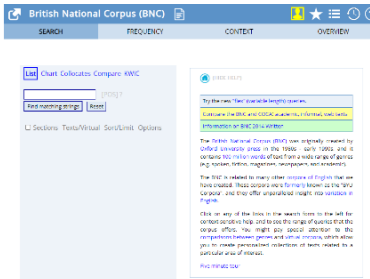 British National Corpus (BNC)
SEARCH FREQUENCY CONTEXT OVERVIEW
List Chart Collocates Compare KWIC
[POS]?
Find matching strings Reset
Sections Texts/Virtual Sort/Limit Options
Try the new "flex" (variable length) queries.
Compare the BNC and COCA: academic, informal, web texts
Information on BNC 2014 Written
The British National Corpus (BNC) was originally created by
Oxford University press in the 1980s - early 1990s, and it
contains 100 million words of text from a wide range of genres
(e.g. spoken, fiction, magazines, newspapers, and academic).
The BNC is related to many other corpora of English that we
have created. These corpora were formerly known as the "BYU
Corpora", and they offer unparalleled insight into variation in
English.
Click on any of the links in the search form to the left for
context-sensitive help, and to see the range of queries that the
corpus offers. You might pay special attention to the
comparisons between genres and virtual corpora, which allow
you to create personalized collections of texts related to a
particular area of interest.
Five minute tour